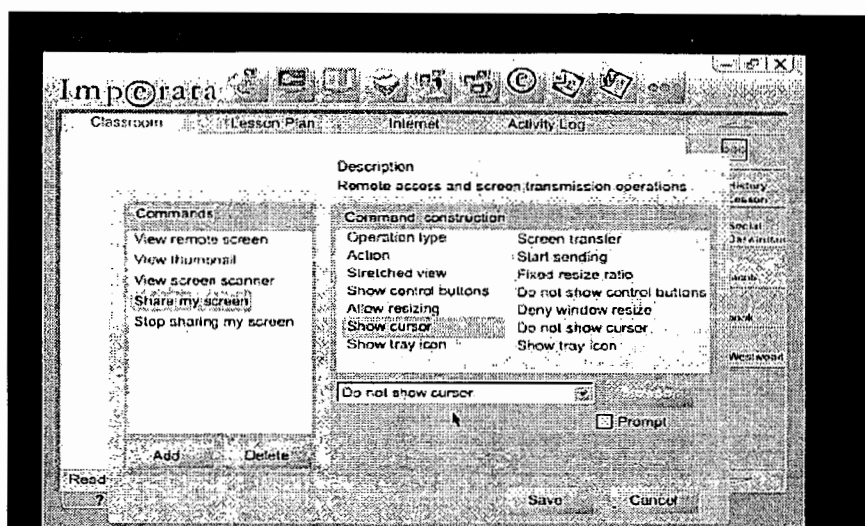 Imp©rata
Classroom Lesson Plan Internet Activity Log
Description
Remote access and screen transmission operations
History
Lesson
Commands
Command construction
Social
Darwinism
View remote screen
View thumbnail
View screen scanner
Share my screen
Stop sharing my screen
Operation type Screen transfer
Action Start sending
Stretched view Fixed resize ratio
Show control buttons Do not show control buttons
Allow resizing Deny window resize
Show cursor Do not show cursor
Show tray icon Show tray icon
book
Westwood
Do not show cursor
Prompt
Add Delete
Read
?
Save Cancel